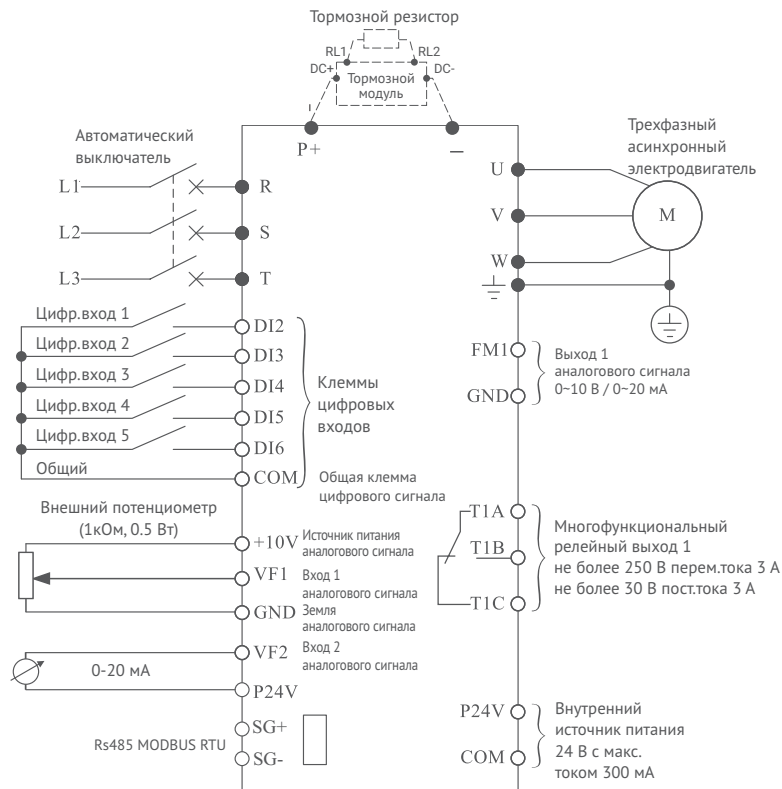 Тормозной резистор
RL1
RL2
DC+
DC-
Тормозной
модуль
P+
–
Автоматический
выключатель
L1
R
L2
S
L3
T
Трехфазный
асинхронный
электродвигатель
U
V
W
M
Цифр.вход 1
DI2
Цифр.вход 2
DI3
Цифр.вход 3
DI4
Цифр.вход 4
DI5
Цифр.вход 5
DI6
Общий
COM
Клеммы
цифровых
входов
Общая клемма
цифрового сигнала
FM1
GND
Выход 1
аналогового сигнала
0~10 В / 0~20 мА
Внешний потенциометр
(1кОм, 0.5 Вт)
+10V
Источник питания
аналогового сигнала
VF1
Вход 1
аналогового сигнала
GND
Земля
аналогового сигнала
VF2
Вход 2
аналогового сигнала
0-20 мА
P24V
Rs485 MODBUS RTU
SG+
SG-
T1A
T1B
T1C
Многофункциональный
релейный выход 1
не более 250 В перем.тока 3 А
не более 30 В пост.тока 3 А
P24V
COM
Внутренний
источник питания
24 В с макс.
током 300 мА